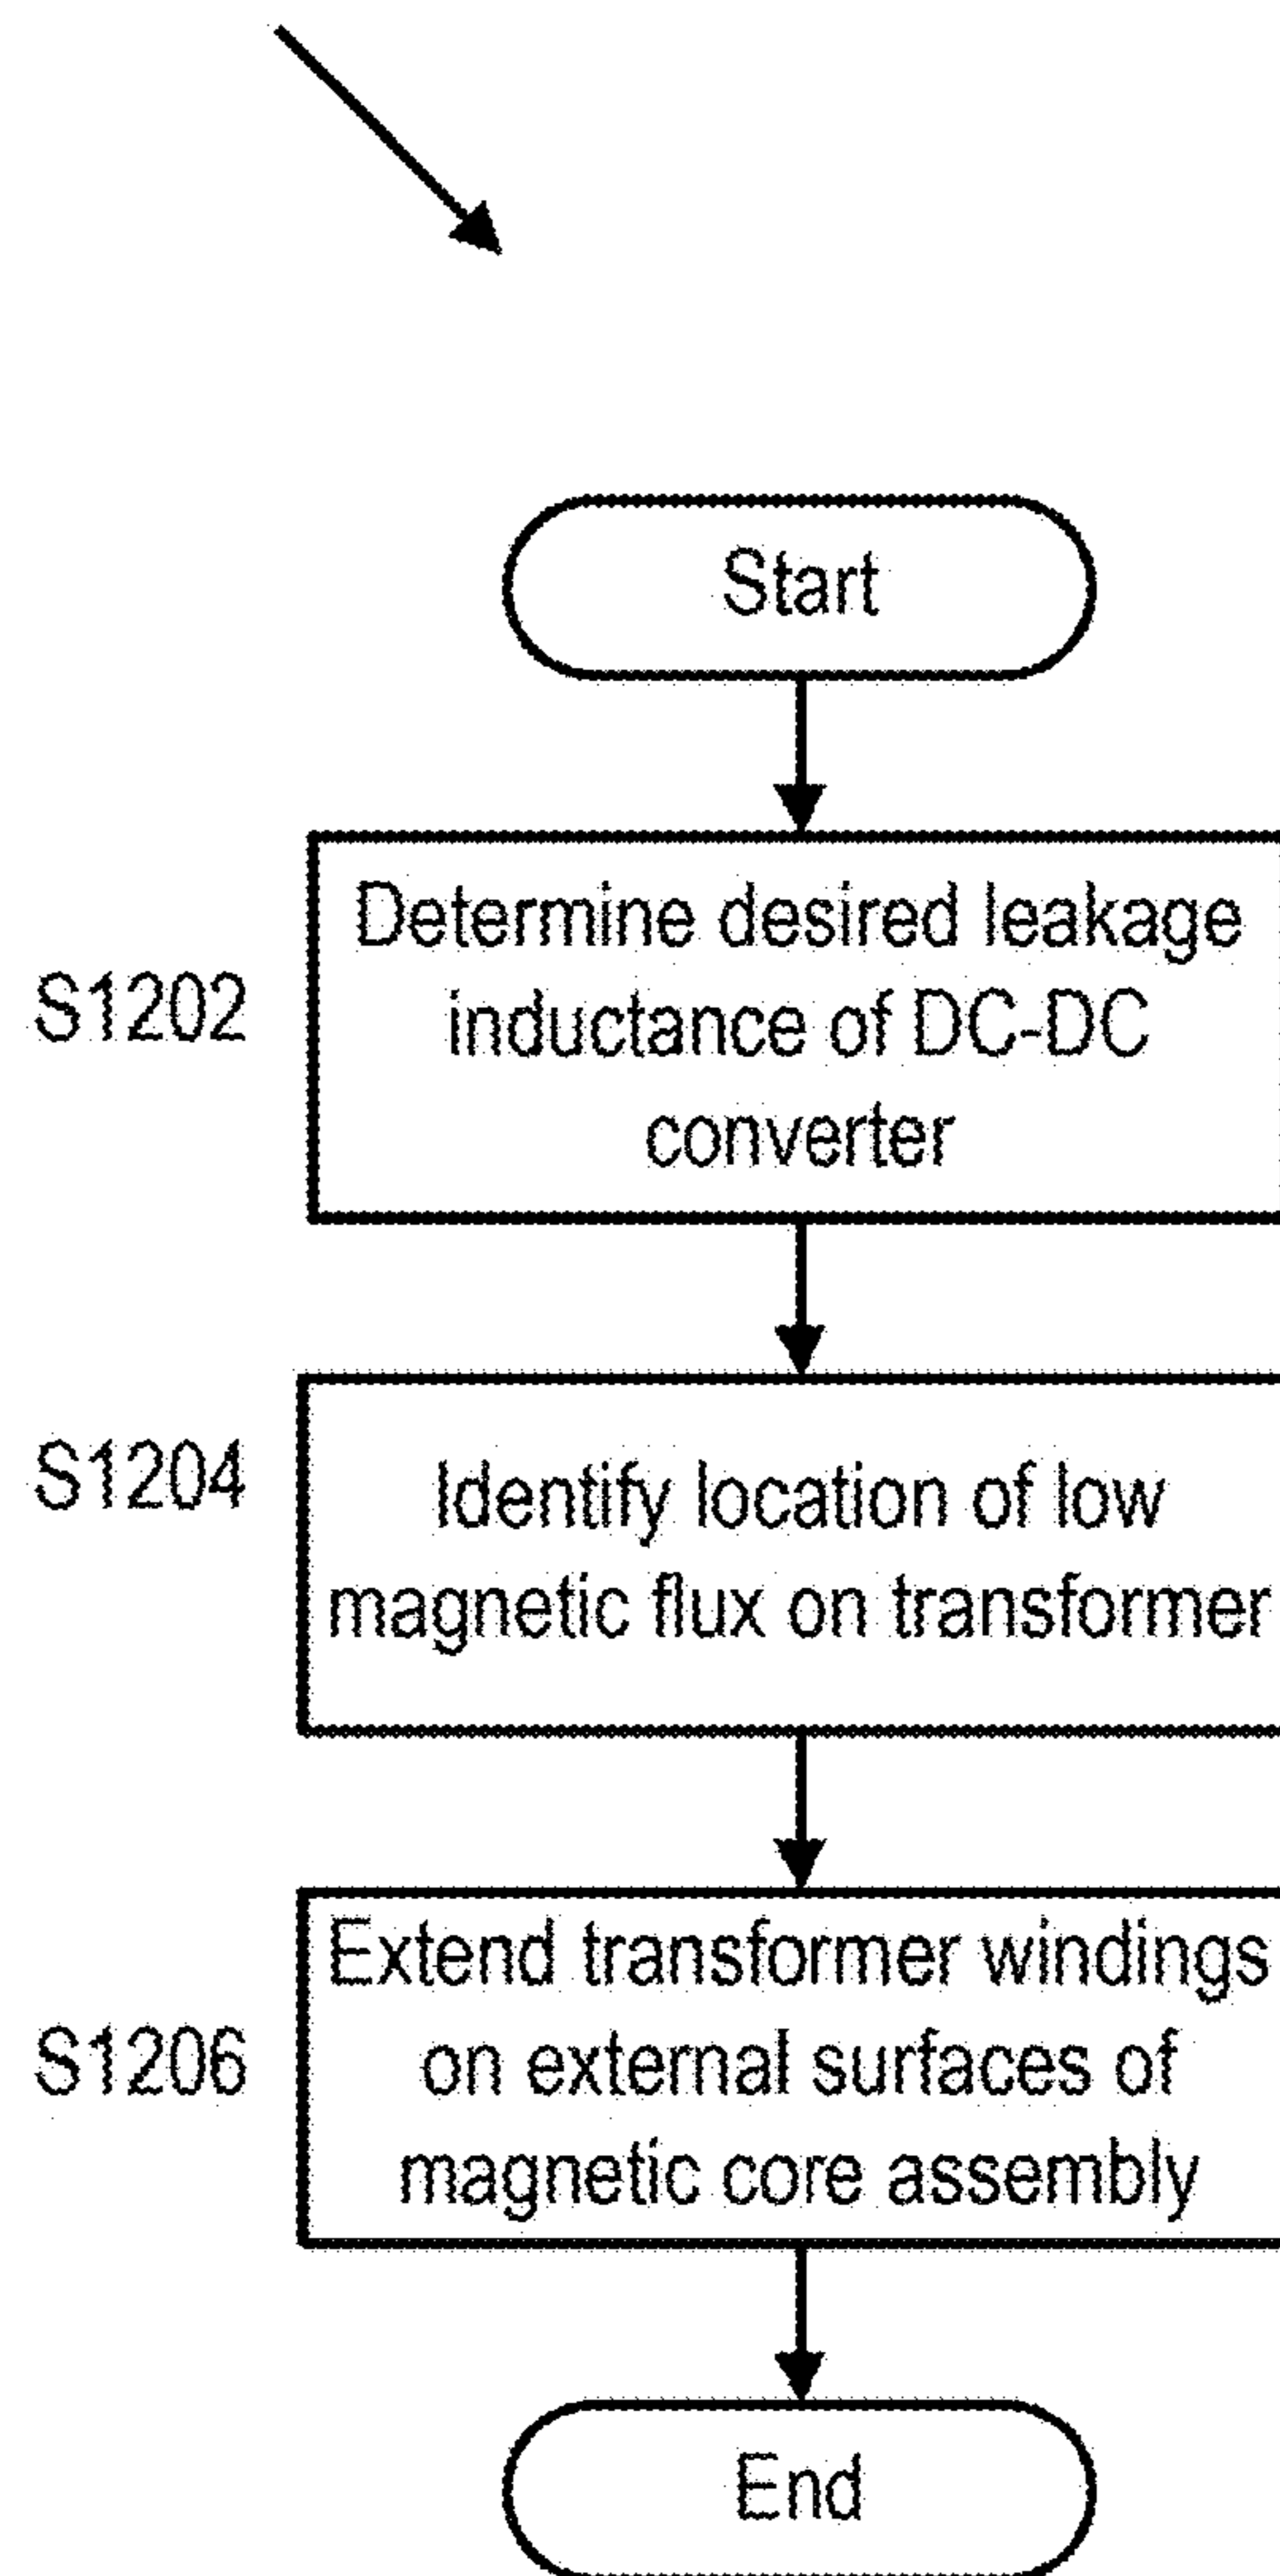 Start
S1202
Determine desired leakage
inductance of DC-DC
converter
S1204
Identify location of low
magnetic flux on transformer
S1206
Extend transformer windings
on external surfaces of
magnetic core assembly
End